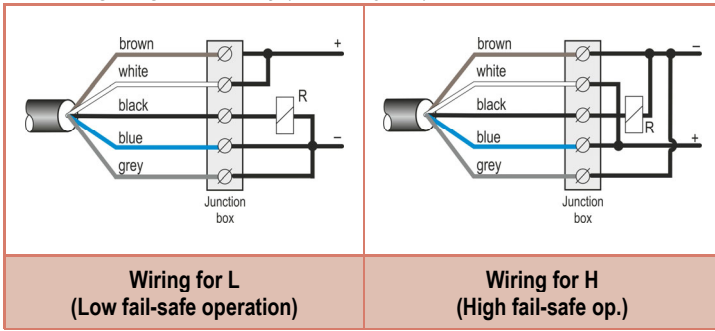 brown
white
black
blue
grey
+
R
–
Junction
box
brown
white
black
blue
grey
–
R
+
Junction
box
Wiring for L
(Low fail-safe operation)
Wiring for H
(High fail-safe op.)